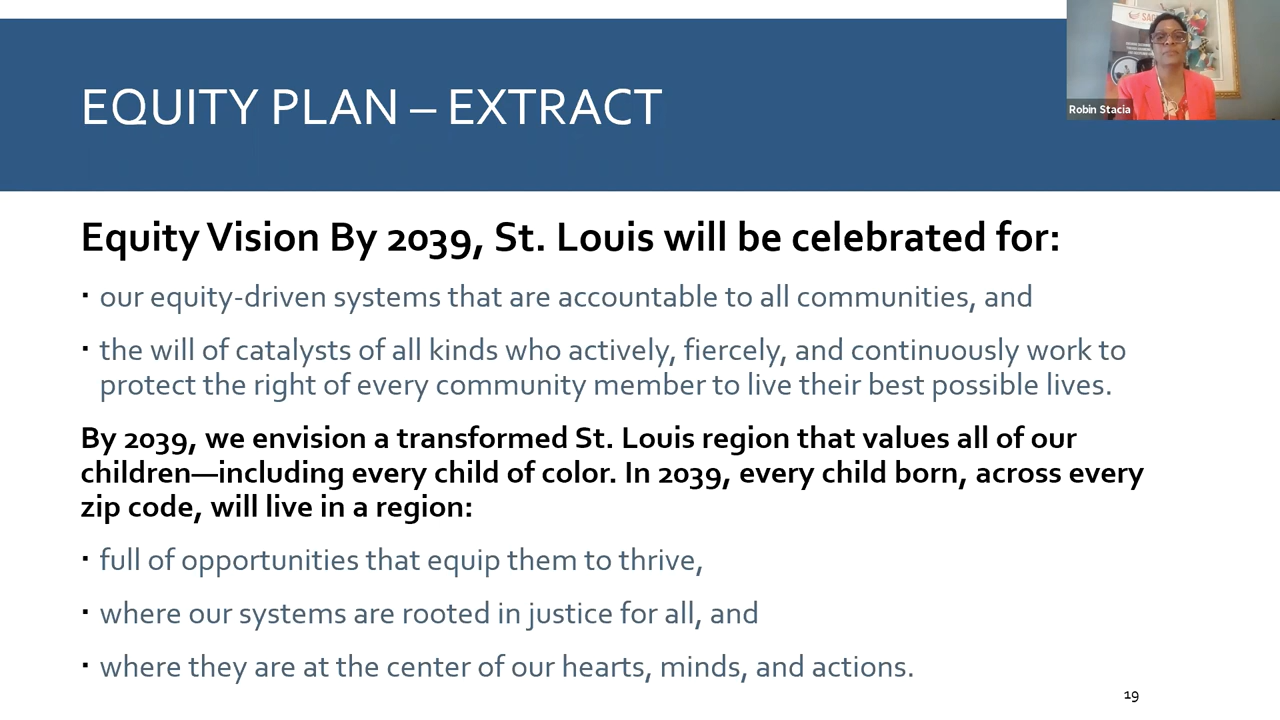 EQUITY PLAN – EXTRACT
Robin Stacia
Equity Vision By 2039, St. Louis will be celebrated for:
▪ our equity-driven systems that are accountable to all communities, and
▪ the will of catalysts of all kinds who actively, fiercely, and continuously work to
protect the right of every community member to live their best possible lives.
By 2039, we envision a transformed St. Louis region that values all of our
children—including every child of color. In 2039, every child born, across every
zip code, will live in a region:
▪ full of opportunities that equip them to thrive,
▪ where our systems are rooted in justice for all, and
▪ where they are at the center of our hearts, minds, and actions.
19